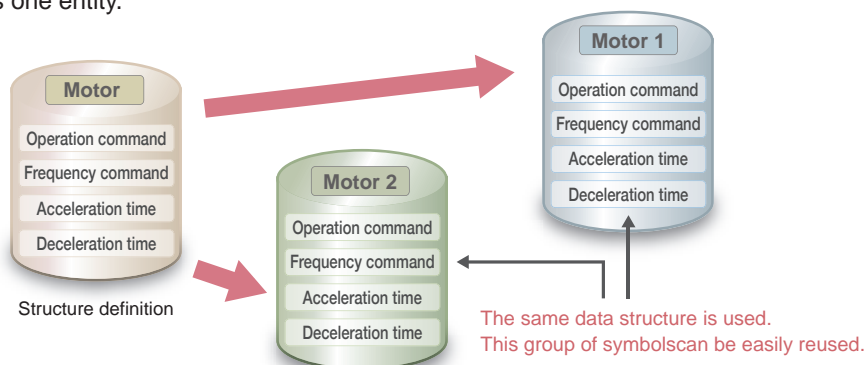 s one entity.
Motor
Operation command
Frequency command
Acceleration time
Deceleration time
Structure definition
Motor 1
Operation command
Frequency command
Acceleration time
Deceleration time
Motor 2
Operation command
Frequency command
Acceleration time
Deceleration time
The same data structure is used.
This group of symbolscan be easily reused.